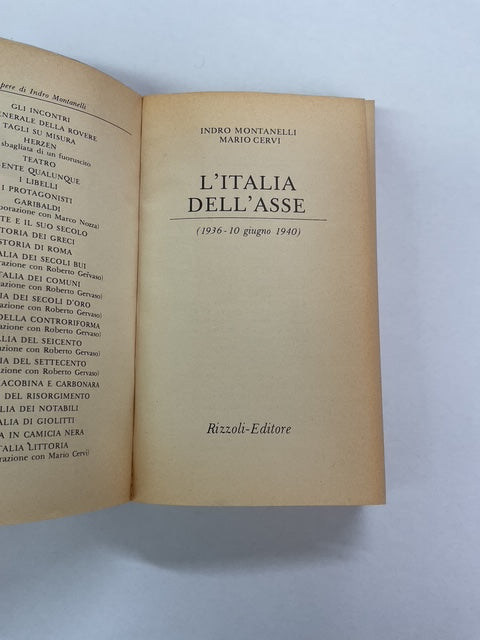 pere di Indro Montanelli
GLI INCONTRI
ENERALE DELLA ROVERE
TAGLI SU MISURA
HERZEN
sbagliata di un fuoruscito
TEATRO
ENTE QUALUNQUE
I LIBELLI
I PROTAGONISTI
GARIBALDI
borazione con Marco Nozza)
TE E IL SUO SECOLO
TORIA DEI GRECI
STORIA DI ROMA
ALIA DEI SECOLI BUI
razione con Roberto Gervaso)
TALIA DEI COMUNI
razione con Roberto Gervaso)
IA DEI SECOLI D'ORO
razione con Roberto Gervaso)
DELLA CONTRORIFORMA
razione con Roberto Gervaso)
LIA DEL SEICENTO
azione con Roberto Gervaso)
IA DEL SETTECENTO
razione con Roberto Gervaso)
ACOBINA E CARBONARA
DEL RISORGIMENTO
ALIA DEI NOTABILI
ALIA DI GIOLITTI
A IN CAMICIA NERA
TALIA LITTORIA
razione con Mario Cervi)
INDRO MONTANELLI
MARIO CERVI
L'ITALIA
DELL'ASSE
(1936-10 giugno 1940)
Rizzoli-Editore